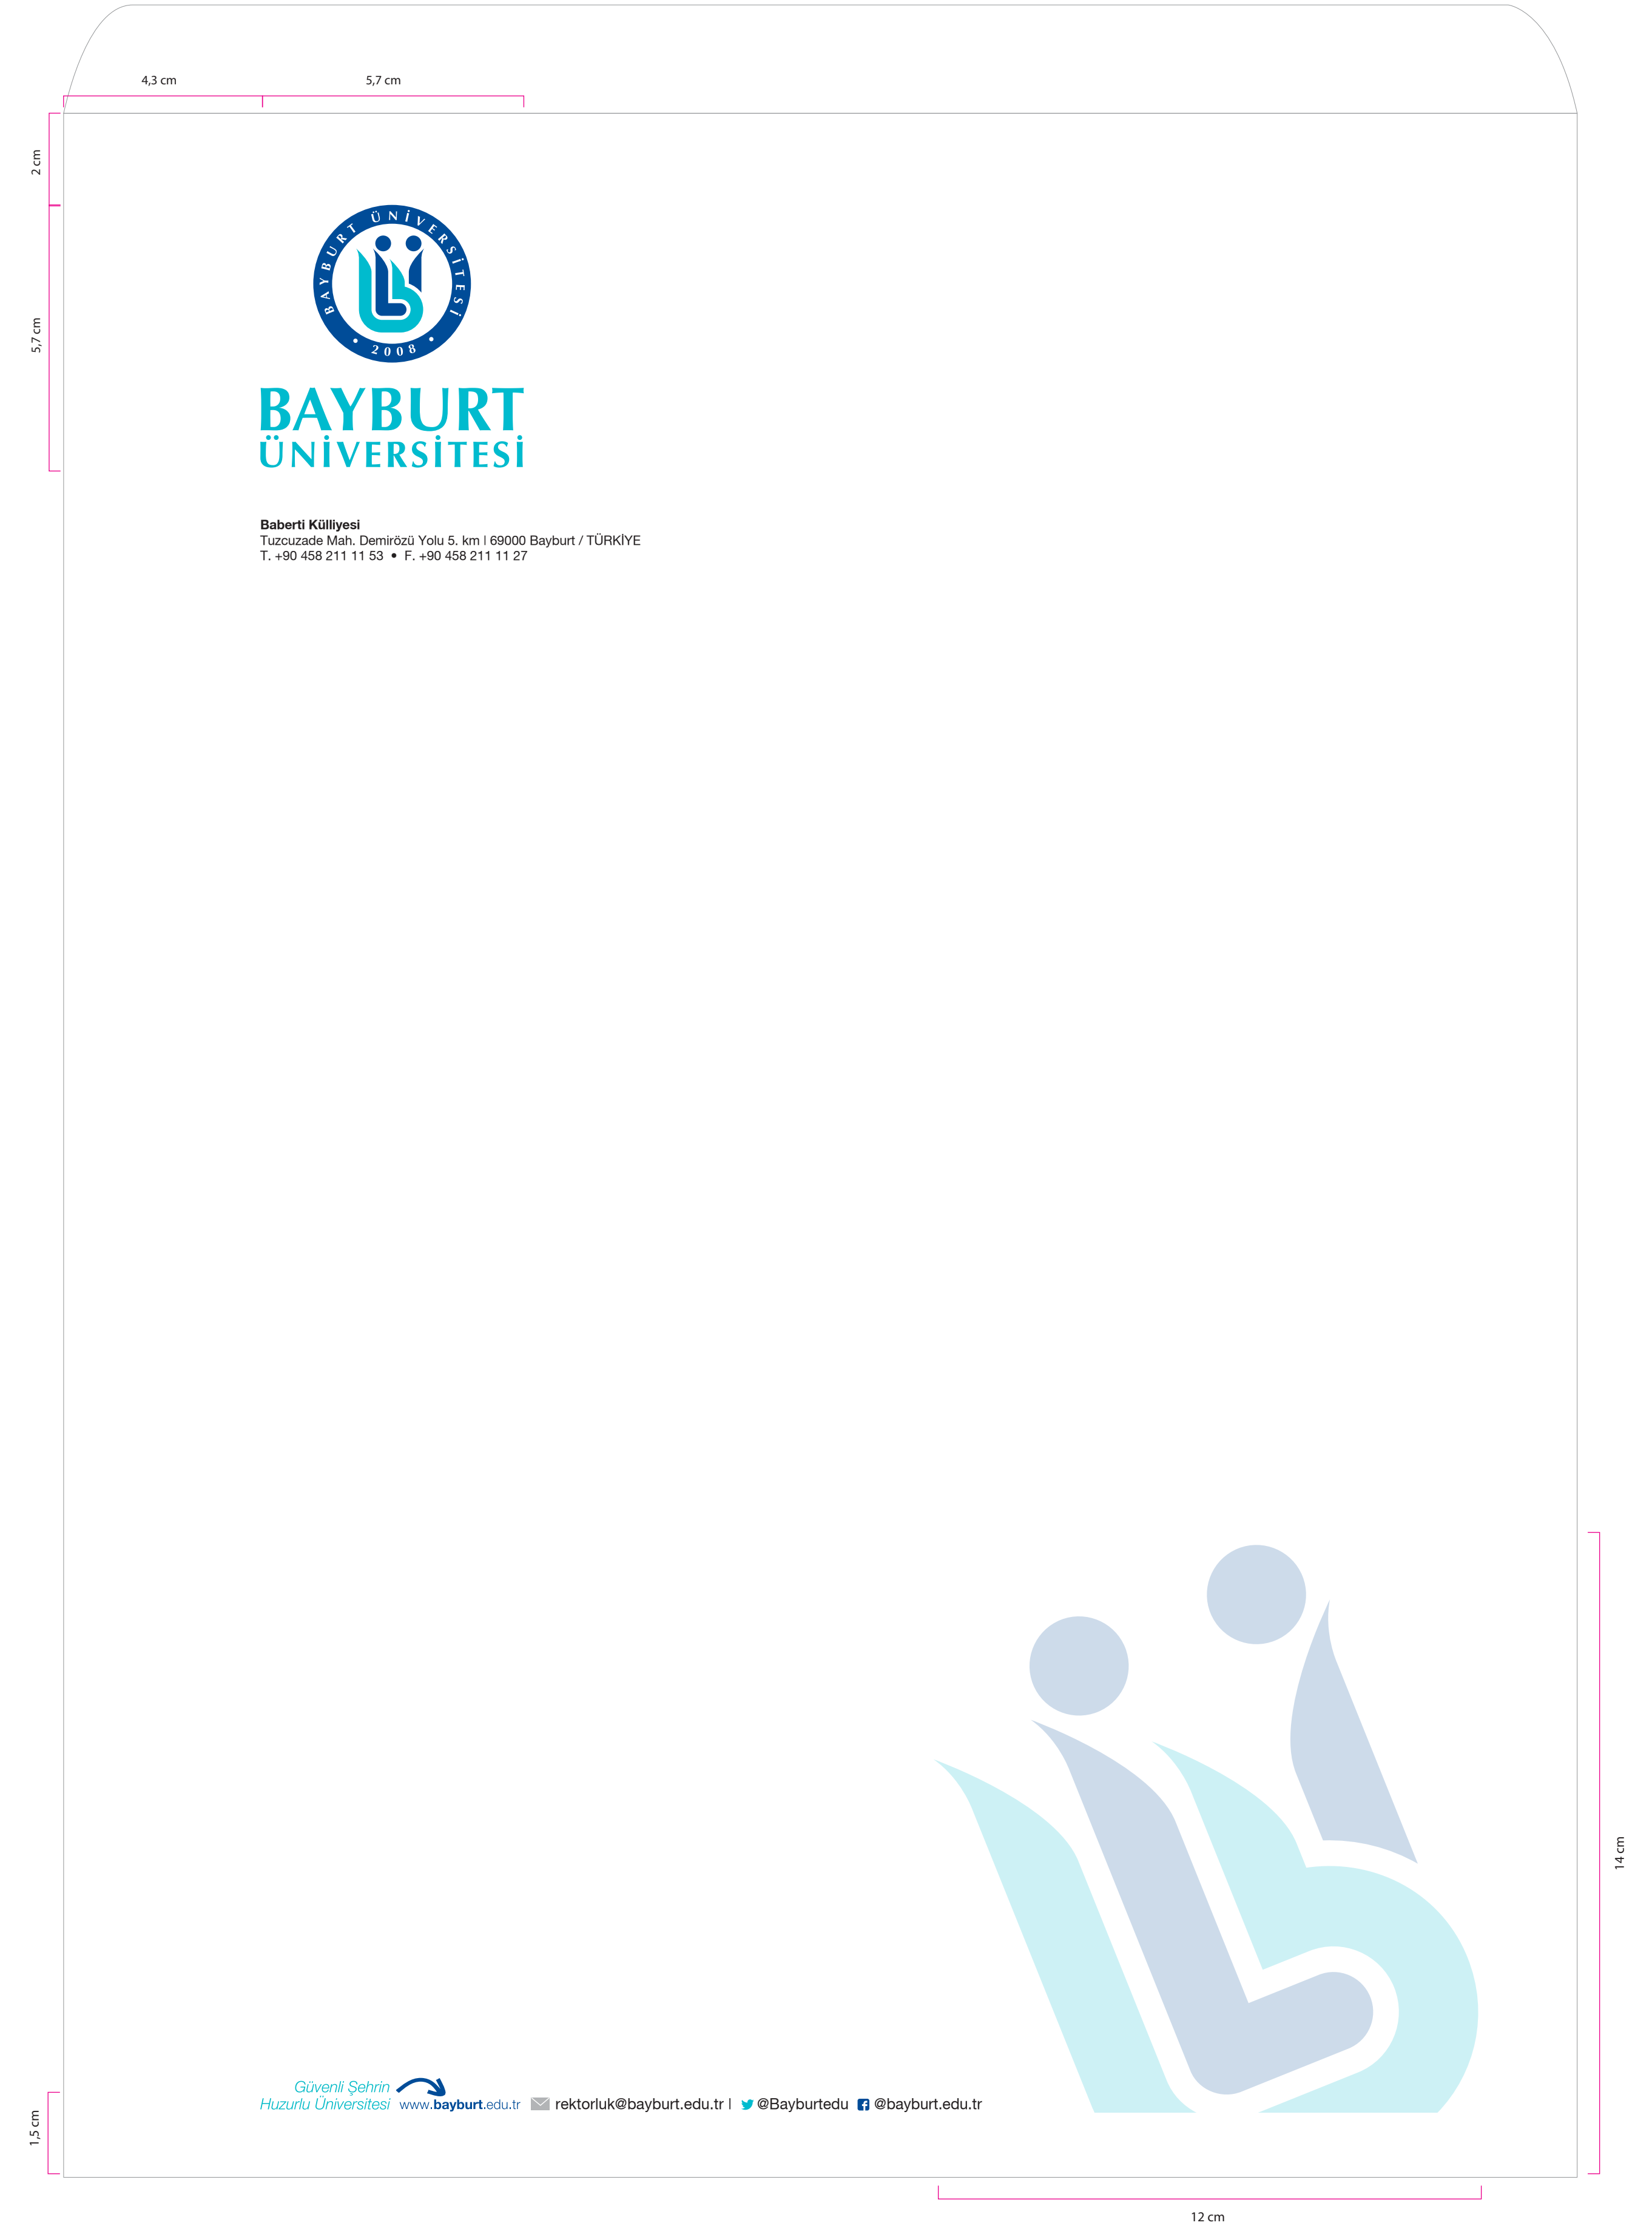 4,3 cm
5,7 cm
2 cm
5,7 cm
BAYBURT ÜNİVERSİTESİ
• 2008 •
BAYBURT
ÜNİVERSİTESİ
Baberti Külliyesi
Tuzcuzade Mah. Demirözü Yolu 5. km | 69000 Bayburt / TÜRKİYE
T. +90 458 211 11 53 • F. +90 458 211 11 27
14 cm
Güvenli Şehrin
Huzurlu Üniversitesi www.bayburt.edu.tr rektorluk@bayburt.edu.tr | @Bayburtedu @bayburt.edu.tr
1,5 cm
12 cm